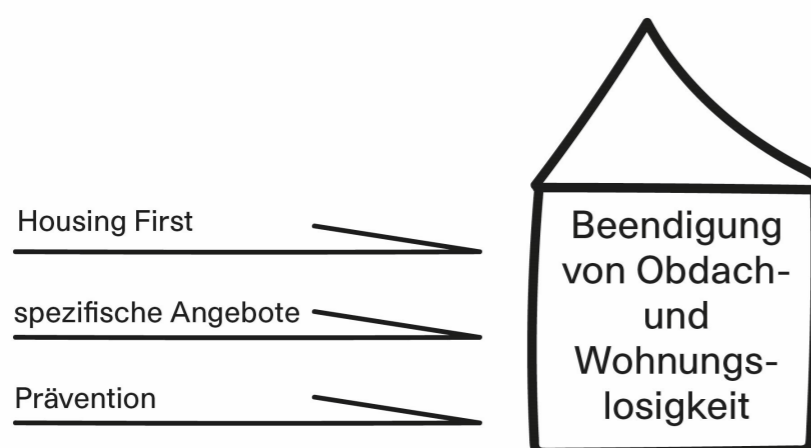 Housing First
spezifische Angebote
Prävention
Beendigung
von Obdach-
und
Wohnungs-
losigkeit